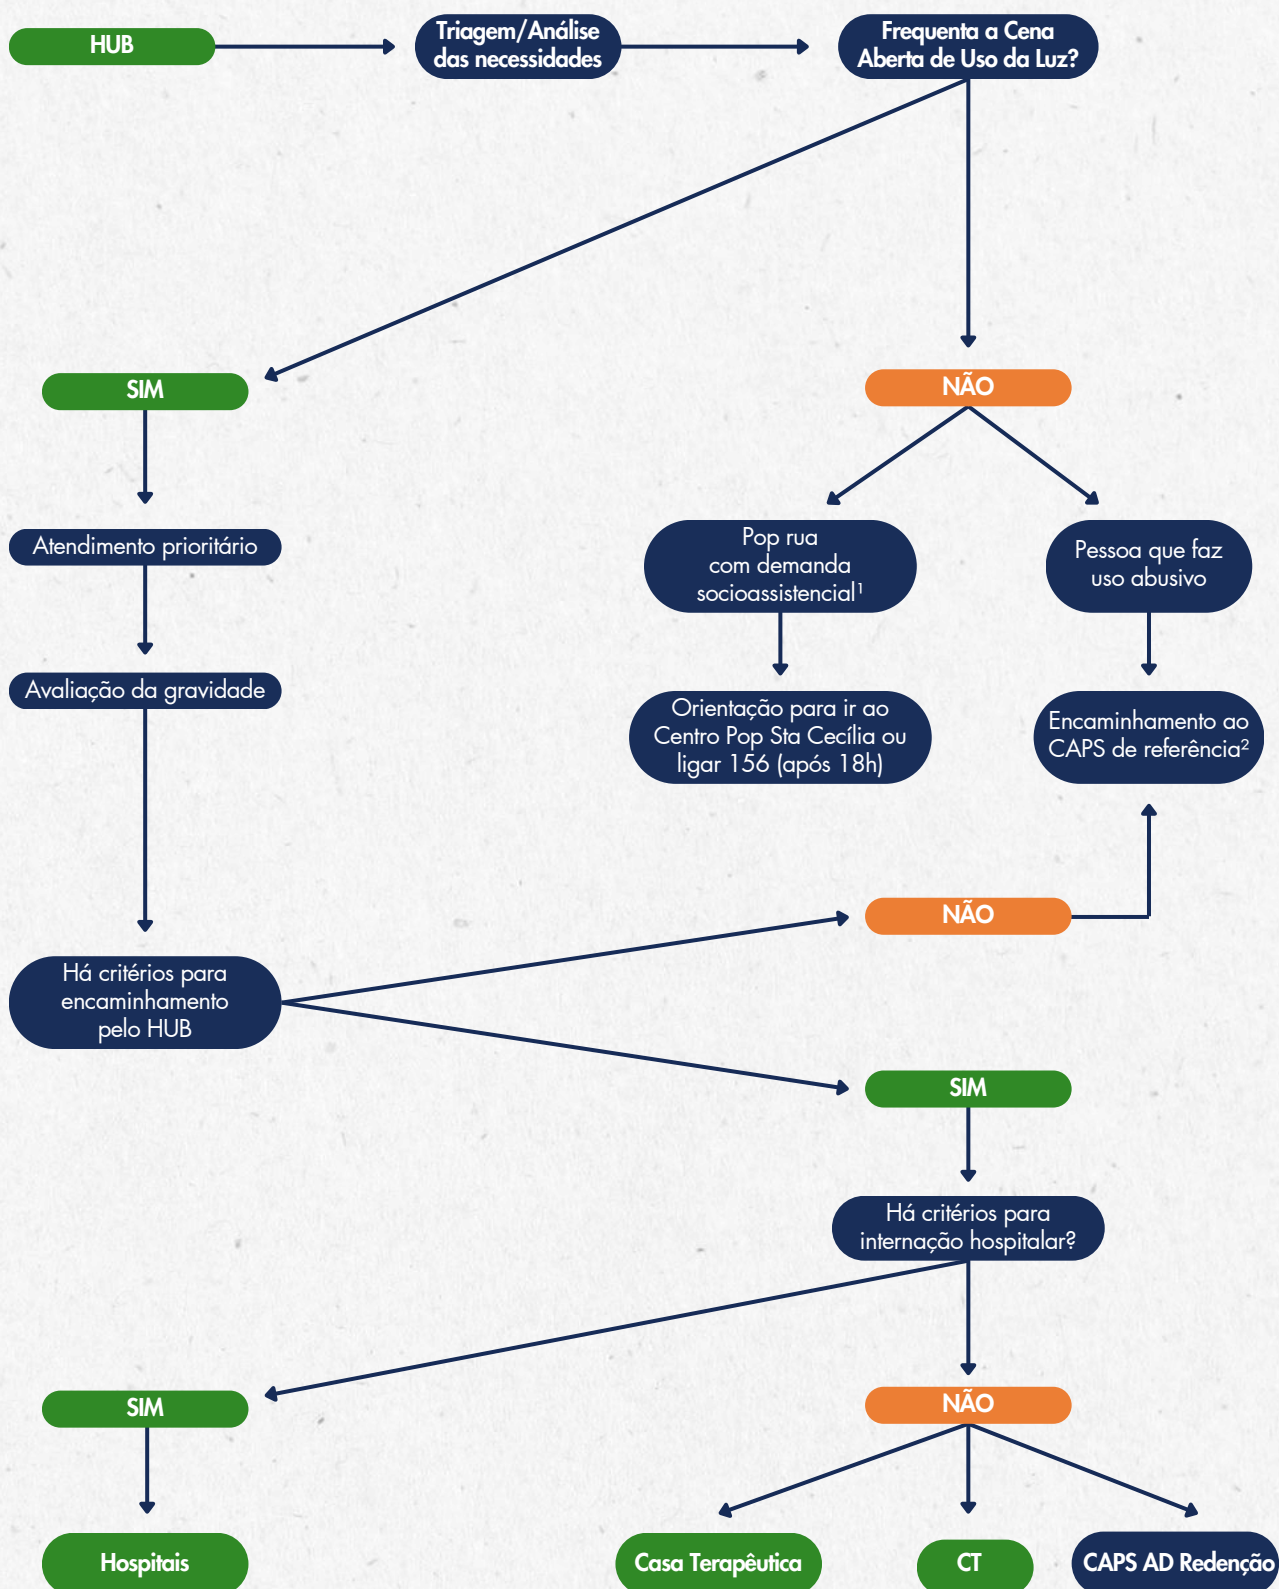 HUB
Triagem/Análise
das necessidades
Frequenta a Cena
Aberta de Uso da Luz?
SIM
NÃO
Atendimento prioritário
Pop rua
com demanda
socioassistencial¹
Pessoa que faz
uso abusivo
Avaliação da gravidade
Orientação para ir ao
Centro Pop Sta Cecília ou
ligar 156 (após 18h)
Encaminhamento ao
CAPS de referência²
NÃO
Há critérios para
encaminhamento
pelo HUB
SIM
Há critérios para
internação hospitalar?
SIM
NÃO
Hospitais
Casa Terapêutica
CT
CAPS AD Redenção